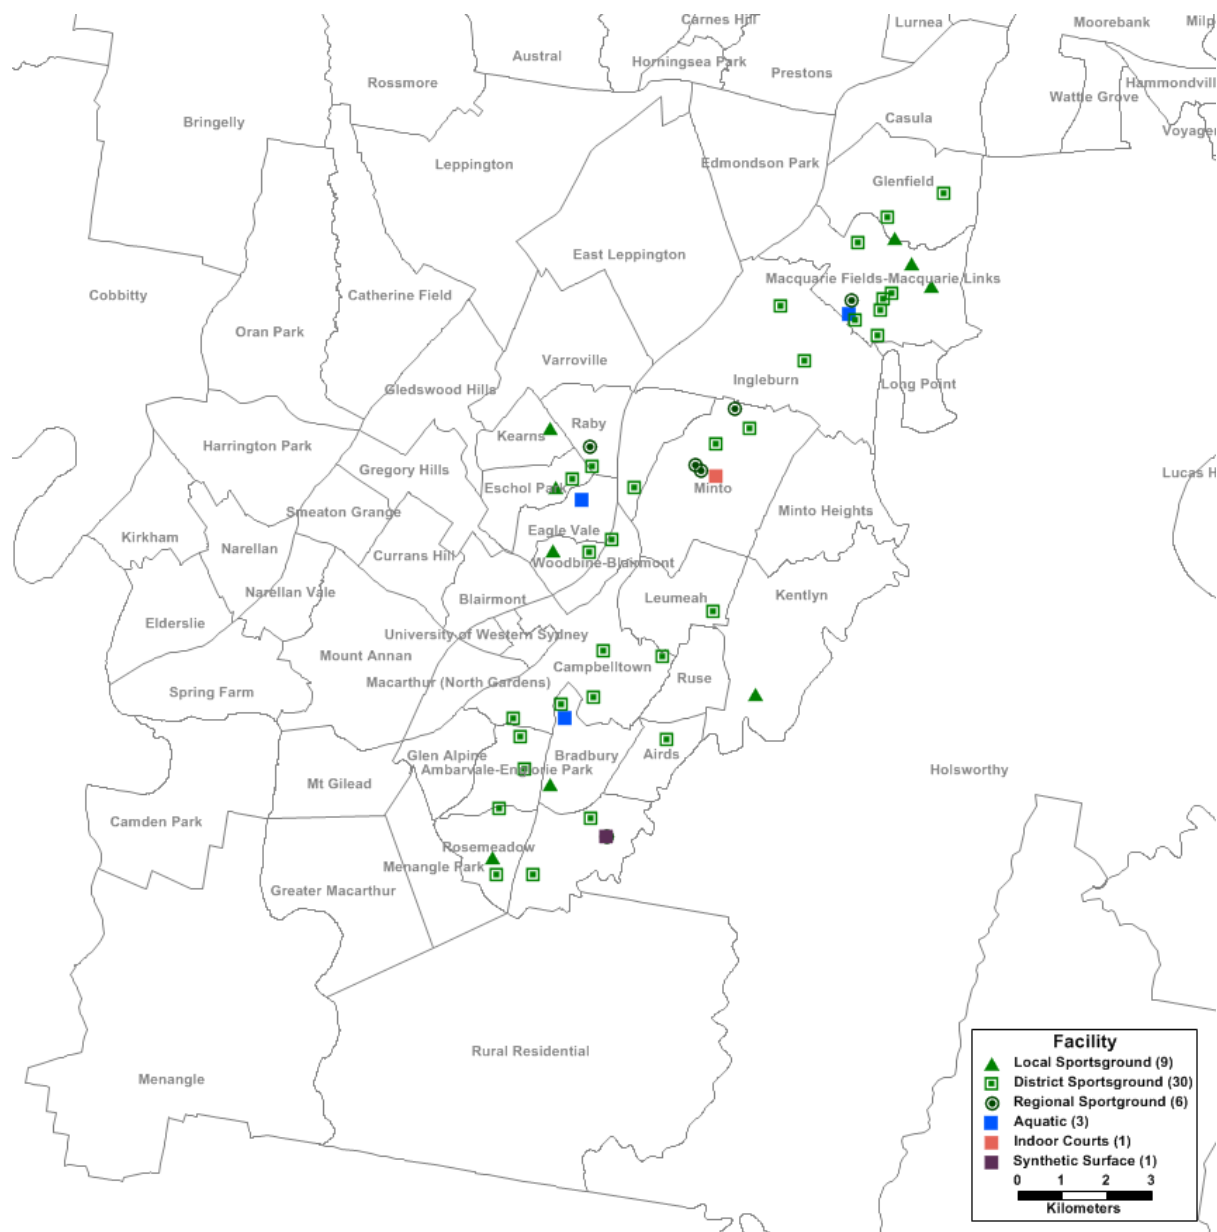 Carnes Hill
Lurnea
Moorebank
Milp
Austral
Horningsea Park
Prestons
Rossmore
Hammondvill
Wattle Grove
Bringelly
Casula
Voyager
Leppington
Edmondson Park
Glenfield
East Leppington
Macquarie Fields-Macquarie Links
Cobbitty
Catherine Field
Oran Park
Varroville
Ingleburn
Long Point
Gledswood Hills
Raby
Kearns
Harrington Park
Gregory Hills
Lucas H
Eschol Park
Minto
Smeaton Grange
Minto Heights
Eagle Vale
Kirkham
Narellan
Currans Hill
Woodbine-Blairmont
Narellan Vale
Blairmont
Leumeah
Kentlyn
Elderslie
University of Western Sydney
Mount Annan
Campbelltown
Macarthur (North Gardens)
Ruse
Spring Farm
Glen Alpine
Bradbury
Airds
Ambarvale-Englorie Park
Holsworthy
Mt Gilead
Camden Park
Rosemeadow
Menangle Park
Greater Macarthur
Rural Residential
Menangle
Facility
Local Sportsground (9)
District Sportsground (30)
Regional Sportground (6)
Aquatic (3)
Indoor Courts (1)
Synthetic Surface (1)
0 1 2 3
Kilometers